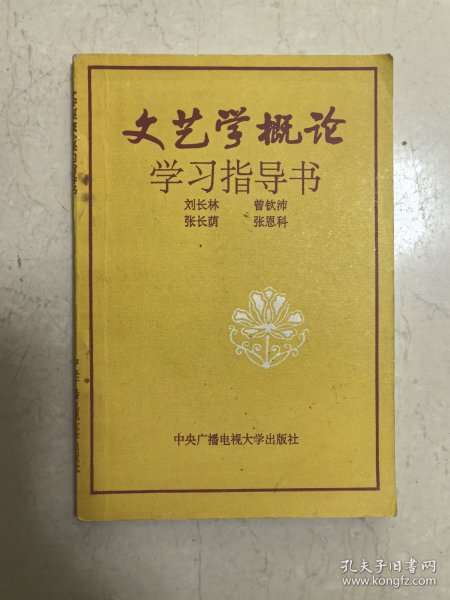 文艺学概论
学习指导书
刘长林 曾钦沛
张长荫 张恩科
中央广播电视大学出版社
孔夫子旧书网
www.kongfz.com